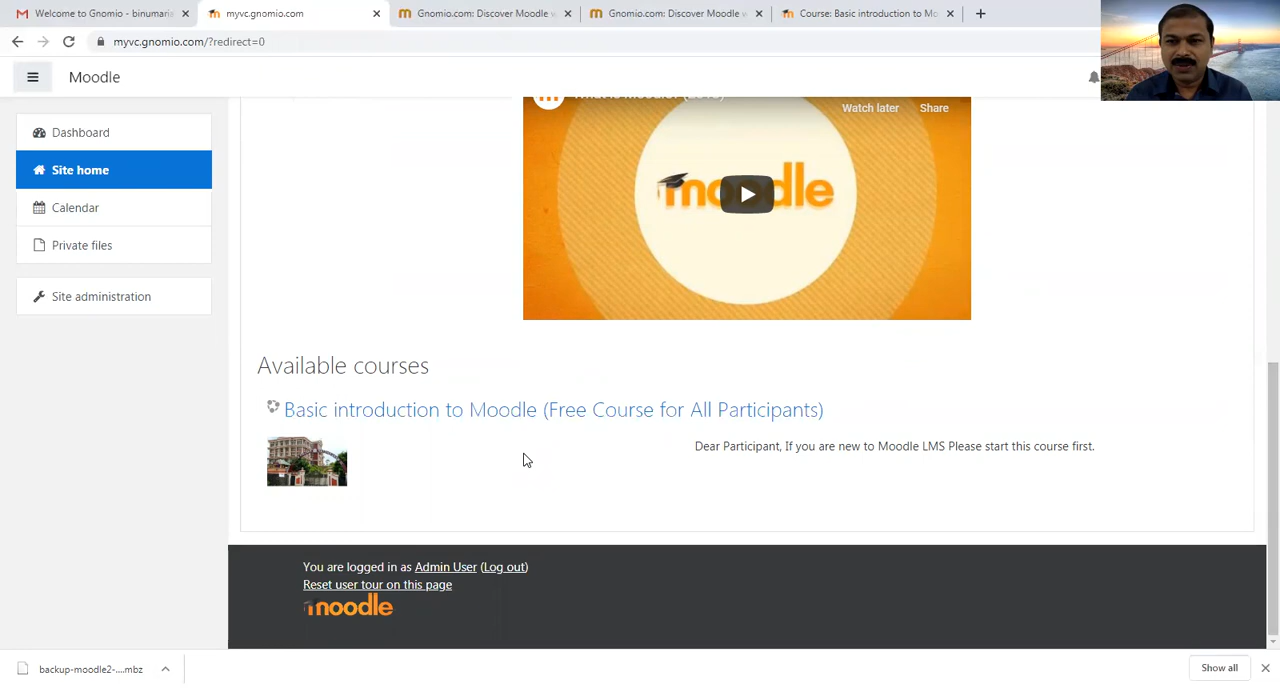 Welcome to Gnomio - binumaria
myvc.gnomio.com
Gnomio.com: Discover Moodle
Gnomio.com: Discover Moodle
Course: Basic introduction to Mo
myvc.gnomio.com/?redirect=0
Moodle
Dashboard
Site home
Calendar
Private files
Site administration
Watch later
Share
moodle
Available courses
Basic introduction to Moodle (Free Course for All Participants)
Dear Participant, If you are new to Moodle LMS Please start this course first.
You are logged in as Admin User (Log out)
Reset user tour on this page
moodle
backup-moodle2-....mbz
Show all